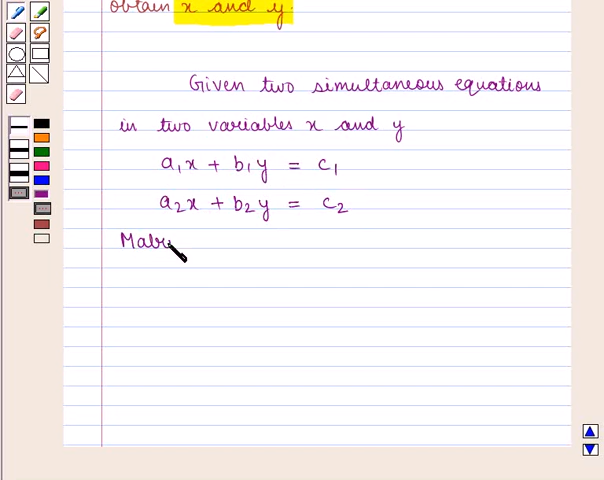 obtain x and y.
Given two simultaneous equations
in two variables x and y
a₁x + b₁y = c₁
a₂x + b₂y = c₂